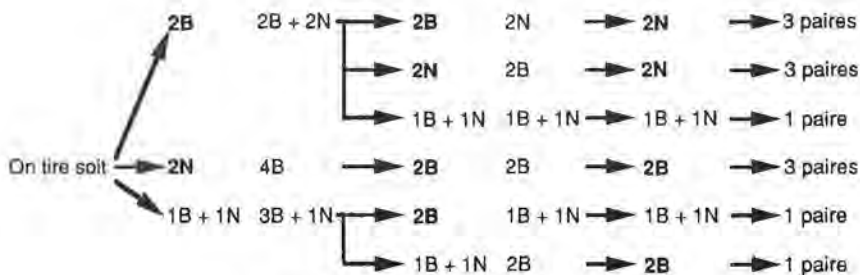 2B 2B + 2N 2B 2N 2N 3 paires
2N 2B 2N 3 paires
1B + 1N 1B + 1N 1B + 1N 1 paire
On tire soit 2N 4B 2B 2B 2B 3 paires
1B + 1N 3B + 1N 2B 1B + 1N 1B + 1N 1 paire
1B + 1N 2B 2B 1 paire